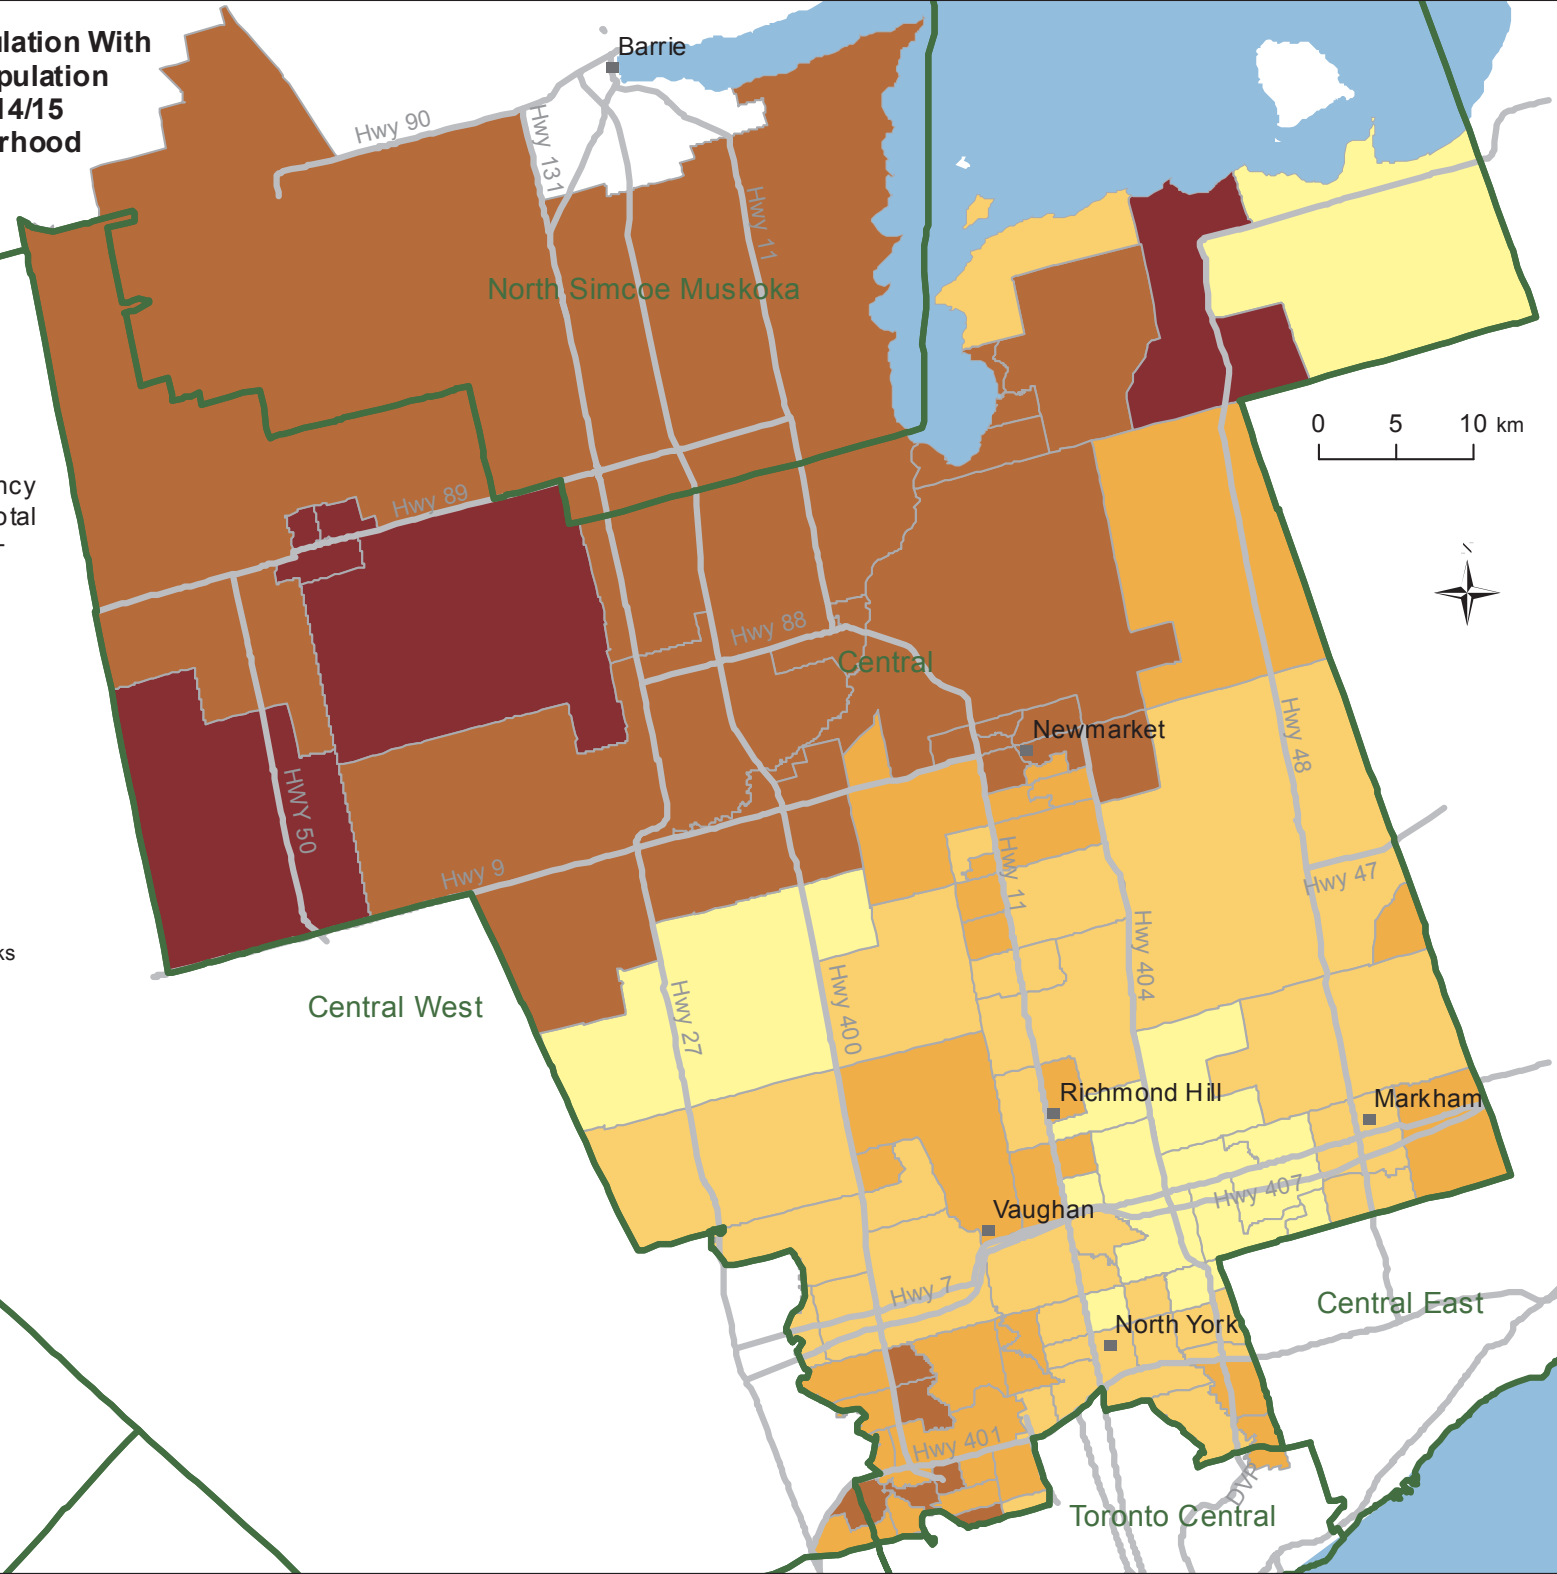 ulation With
pulation
14/15
rhood
Barrie
Hwy 90
Hwy 131
Hwy 11
North Simcoe Muskoka
0 5 10 km
ncy
otal
Hwy 89
N
Hwy 88
Central
Newmarket
Hwy 48
HWY 50
Hwy 9
Hwy 11
Hwy 47
ks
Hwy 404
Central West
Hwy 27
Hwy 400
Richmond Hill
Markham
Hwy 407
Vaughan
Hwy 7
Central East
North York
Hwy 401
DVP
Toronto Central